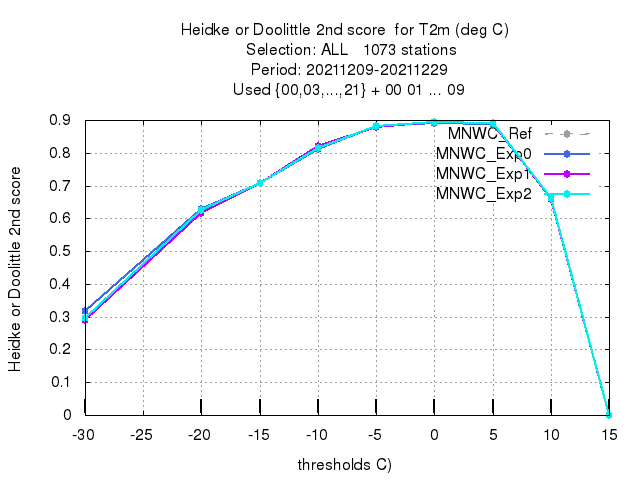 Heidke or Doolittle 2nd score  for T2m (deg C)
Selection: ALL   1073 stations
Period: 20211209-20211229
Used {00,03,...,21} + 00 01 ... 09
Heidke or Doolittle 2nd score
0.9
0.8
0.7
0.6
0.5
0.4
0.3
0.2
0.1
0
MNWC_Ref
MNWC_Exp0
MNWC_Exp1
MNWC_Exp2
-30 -25 -20 -15 -10 -5 0 5 10 15
thresholds C)